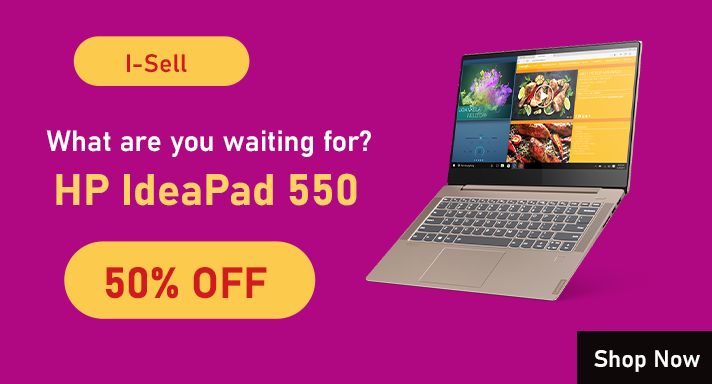 I-Sell
What are you waiting for?
HP IdeaPad 550
50% OFF
Shop Now